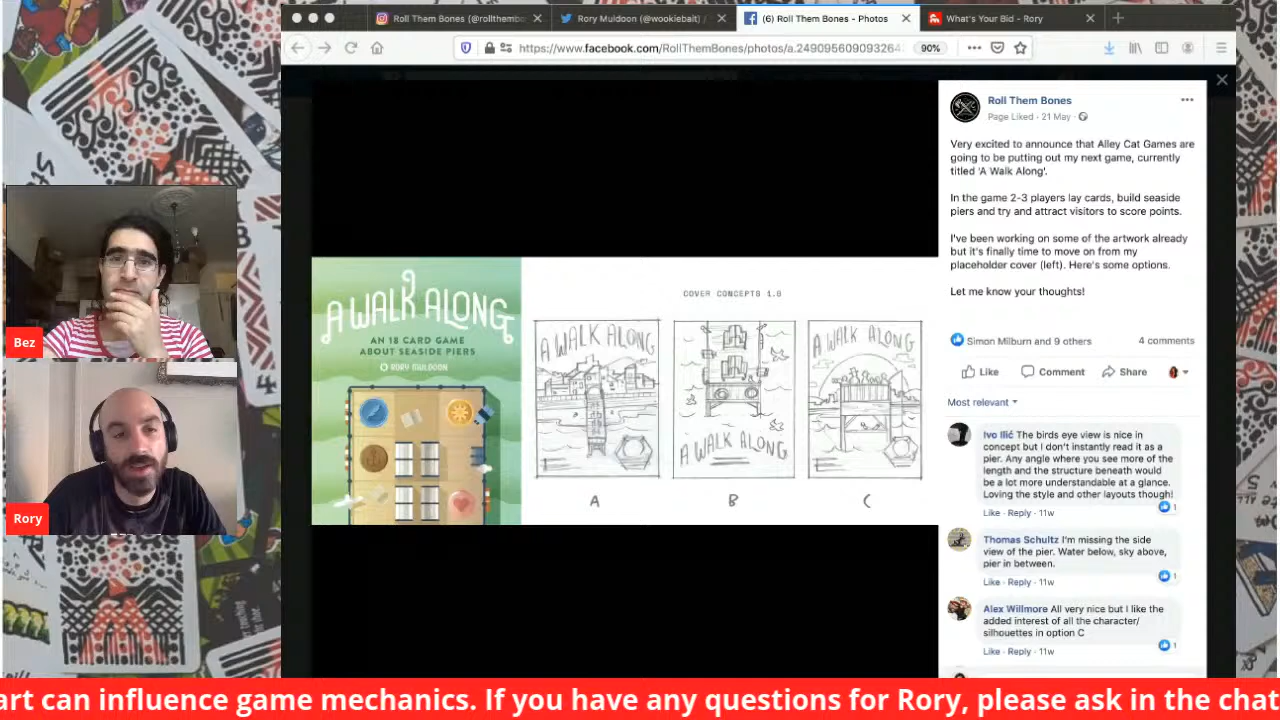 Roll Them Bones (@rollthembo
Rory Muldoon (@wookiebait) /
(6) Roll Them Bones - Photos
What's Your Bid - Rory
https://www.facebook.com/RollThemBones/photos/a.249095609093264
90%
Roll Them Bones
Page Liked · 21 May ·
Very excited to announce that Alley Cat Games are
going to be putting out my next game, currently
titled 'A Walk Along'.
In the game 2-3 players lay cards, build seaside
piers and try and attract visitors to score points.
I've been working on some of the artwork already
but it's finally time to move on from my
placeholder cover (left). Here's some options.
Let me know your thoughts!
Simon Milburn and 9 others
4 comments
Like
Comment
Share
Most relevant
Ivo Ilić The birds eye view is nice in
concept but I don't instantly read it as a
pier. Any angle where you see more of the
length and the structure beneath would
be a lot more understandable at a glance.
Loving the style and other layouts though!
1
Like · Reply · 11w
Thomas Schultz I'm missing the side
view of the pier. Water below, sky above,
pier in between.
1
Like · Reply · 11w
Alex Willmore All very nice but I like the
added interest of all the character/
silhouettes in option C
1
Like · Reply · 11w
A WALK ALONG
AN 18 CARD GAME
ABOUT SEASIDE PIERS
RORY MULDOON
COVER CONCEPTS 1.0
A WALK ALONG
A WALK ALONG
A WALK ALONG
A
B
C
Bez
Rory
art can influence game mechanics. If you have any questions for Rory, please ask in the chat